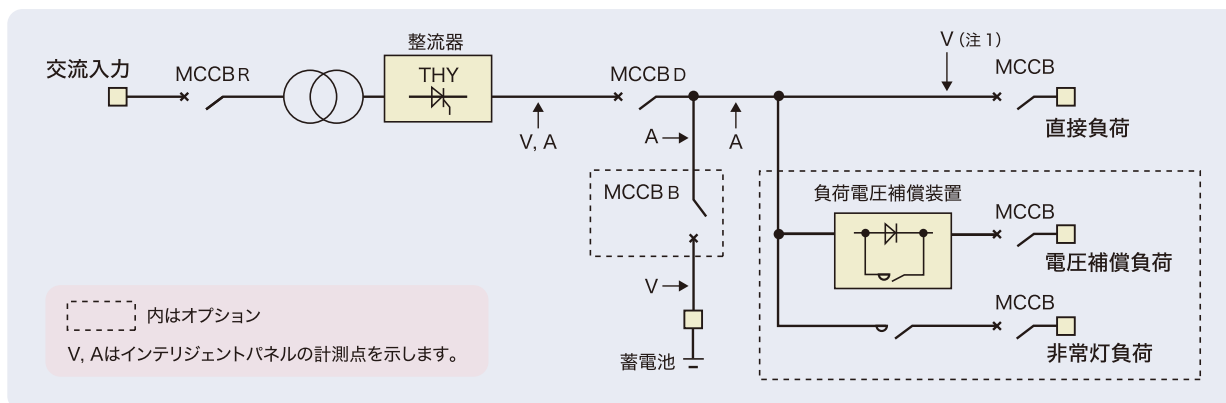 整流器
V（注1）
交流入力
MCCB R
THY
MCCB D
MCCB
V, A
A
A
直接負荷
MCCB B
負荷電圧補償装置
MCCB
電圧補償負荷
V
MCCB
内はオプション
V, Aはインテリジェントパネルの計測点を示します。
蓄電池
非常灯負荷